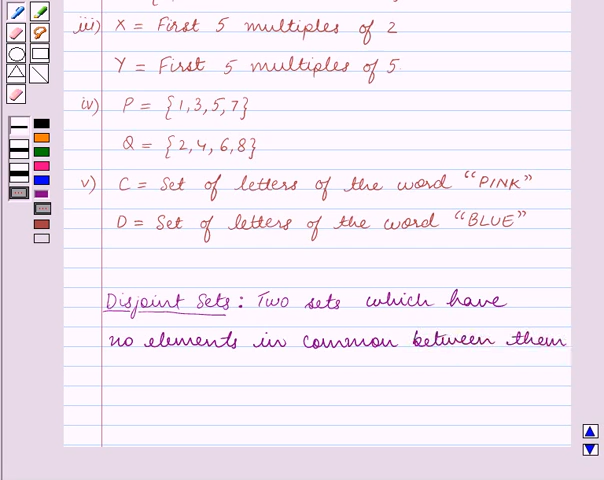 iii) X = First 5 multiples of 2
Y = First 5 multiples of 5
iv) P = {1,3,5,7}
Q = {2,4,6,8}
v) C = Set of letters of the word "PINK"
D = Set of letters of the word "BLUE"
Disjoint Sets: Two sets which have
no elements in common between them